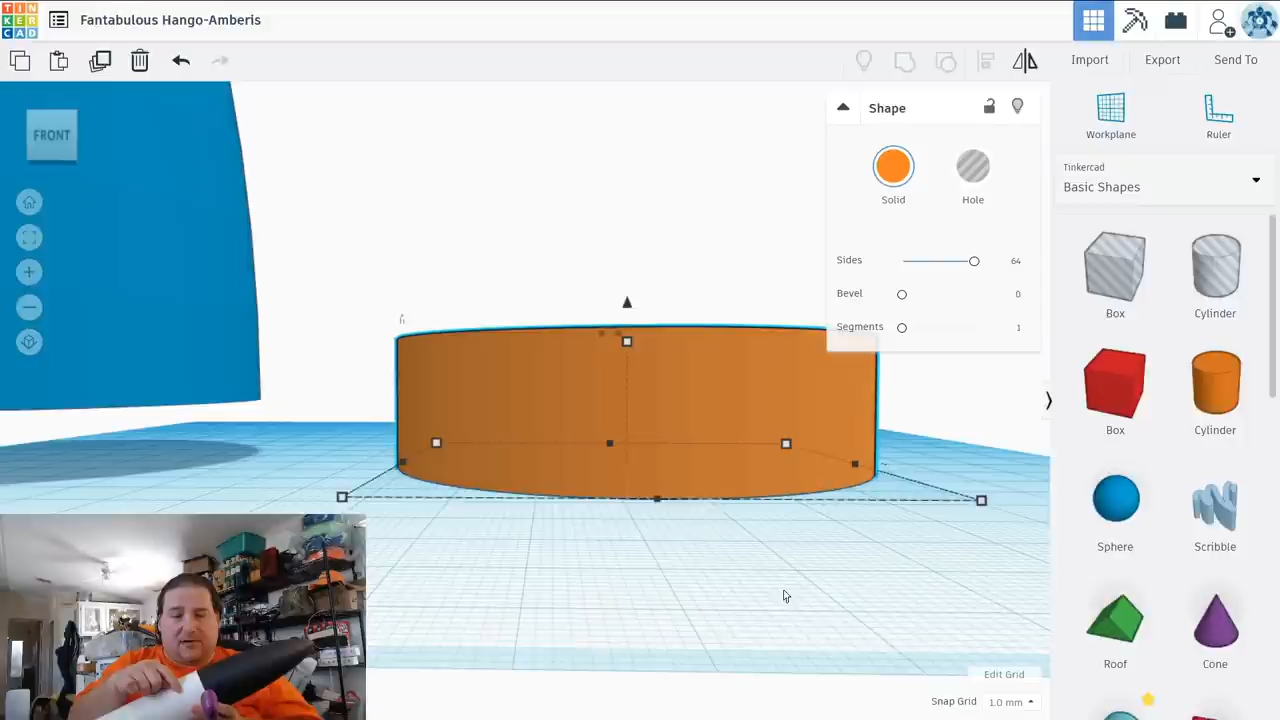 TIN
KER
CAD
Fantabulous Hango-Amberis
Import
Export
Send To
FRONT
Shape
Solid
Hole
Sides
64
Bevel
0
Segments
1
Workplane
Ruler
Tinkercad
Basic Shapes
Box
Cylinder
Box
Cylinder
Sphere
Scribble
Roof
Cone
Edit Grid
Snap Grid
1.0 mm